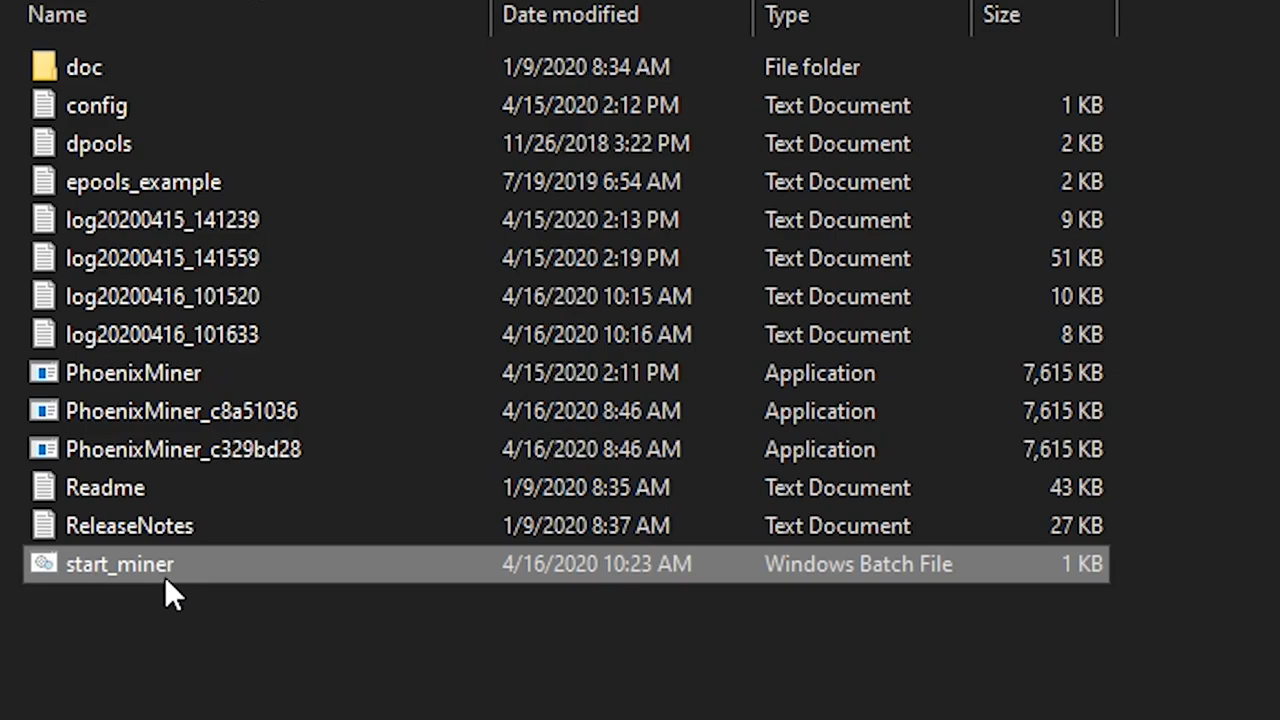 Name Date modified Type Size
doc 1/9/2020 8:34 AM File folder
config 4/15/2020 2:12 PM Text Document 1 KB
dpools 11/26/2018 3:22 PM Text Document 2 KB
epools_example 7/19/2019 6:54 AM Text Document 2 KB
log20200415_141239 4/15/2020 2:13 PM Text Document 9 KB
log20200415_141559 4/15/2020 2:19 PM Text Document 51 KB
log20200416_101520 4/16/2020 10:15 AM Text Document 10 KB
log20200416_101633 4/16/2020 10:16 AM Text Document 8 KB
PhoenixMiner 4/15/2020 2:11 PM Application 7,615 KB
PhoenixMiner_c8a51036 4/16/2020 8:46 AM Application 7,615 KB
PhoenixMiner_c329bd28 4/16/2020 8:46 AM Application 7,615 KB
Readme 1/9/2020 8:35 AM Text Document 43 KB
ReleaseNotes 1/9/2020 8:37 AM Text Document 27 KB
start_miner 4/16/2020 10:23 AM Windows Batch File 1 KB